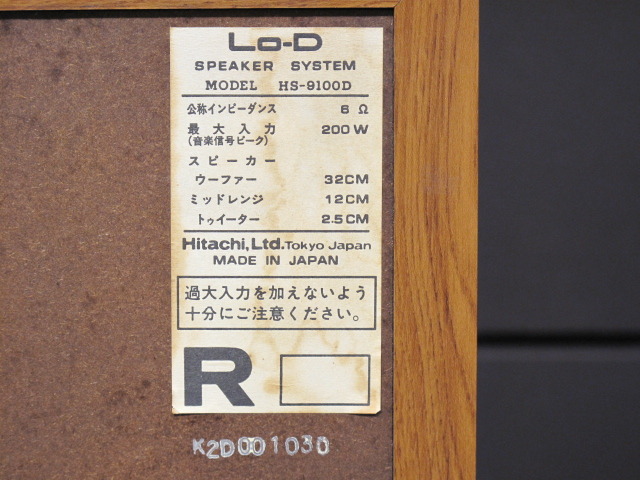 Lo-D
SPEAKER SYSTEM
MODEL HS-9100D
公称インピーダンス 6 Ω
最大入力 200W
(音楽信号ピーク)
スピーカー
ウーファー 32CM
ミッドレンジ 12CM
トゥイーター 2.5CM
Hitachi,Ltd. Tokyo Japan
MADE IN JAPAN
過大入力を加えないよう
十分にご注意ください。
R
K2D001030